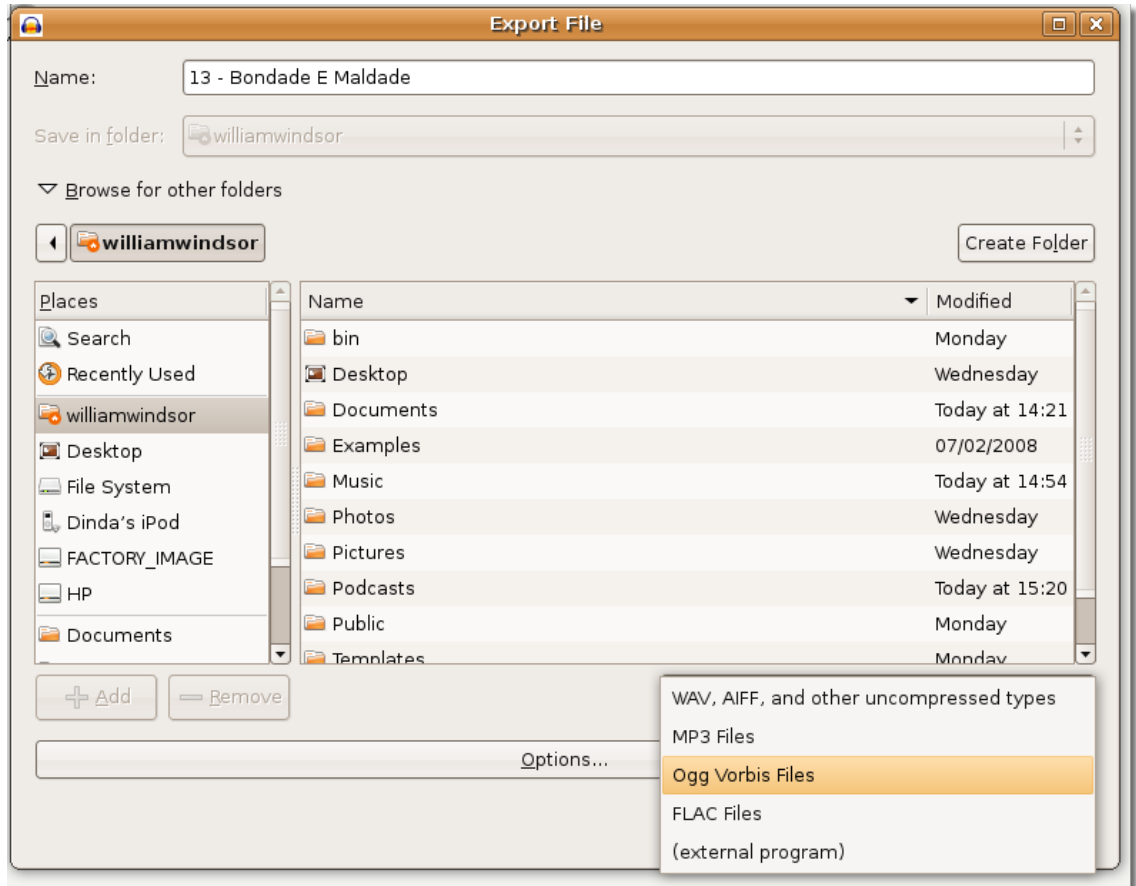 Export File
Name: 13 - Bondade E Maldade
Save in folder: williamwindsor
Browse for other folders
williamwindsor Create Folder
Places Name Modified
Search bin Monday
Recently Used Desktop Wednesday
williamwindsor Documents Today at 14:21
Desktop Examples 07/02/2008
File System Music Today at 14:54
Dinda's iPod Photos Wednesday
FACTORY_IMAGE Pictures Wednesday
HP Podcasts Today at 15:20
Documents Public Monday
Templates Monday
Add Remove
WAV, AIFF, and other uncompressed types
MP3 Files
Options...
Ogg Vorbis Files
FLAC Files
(external program)